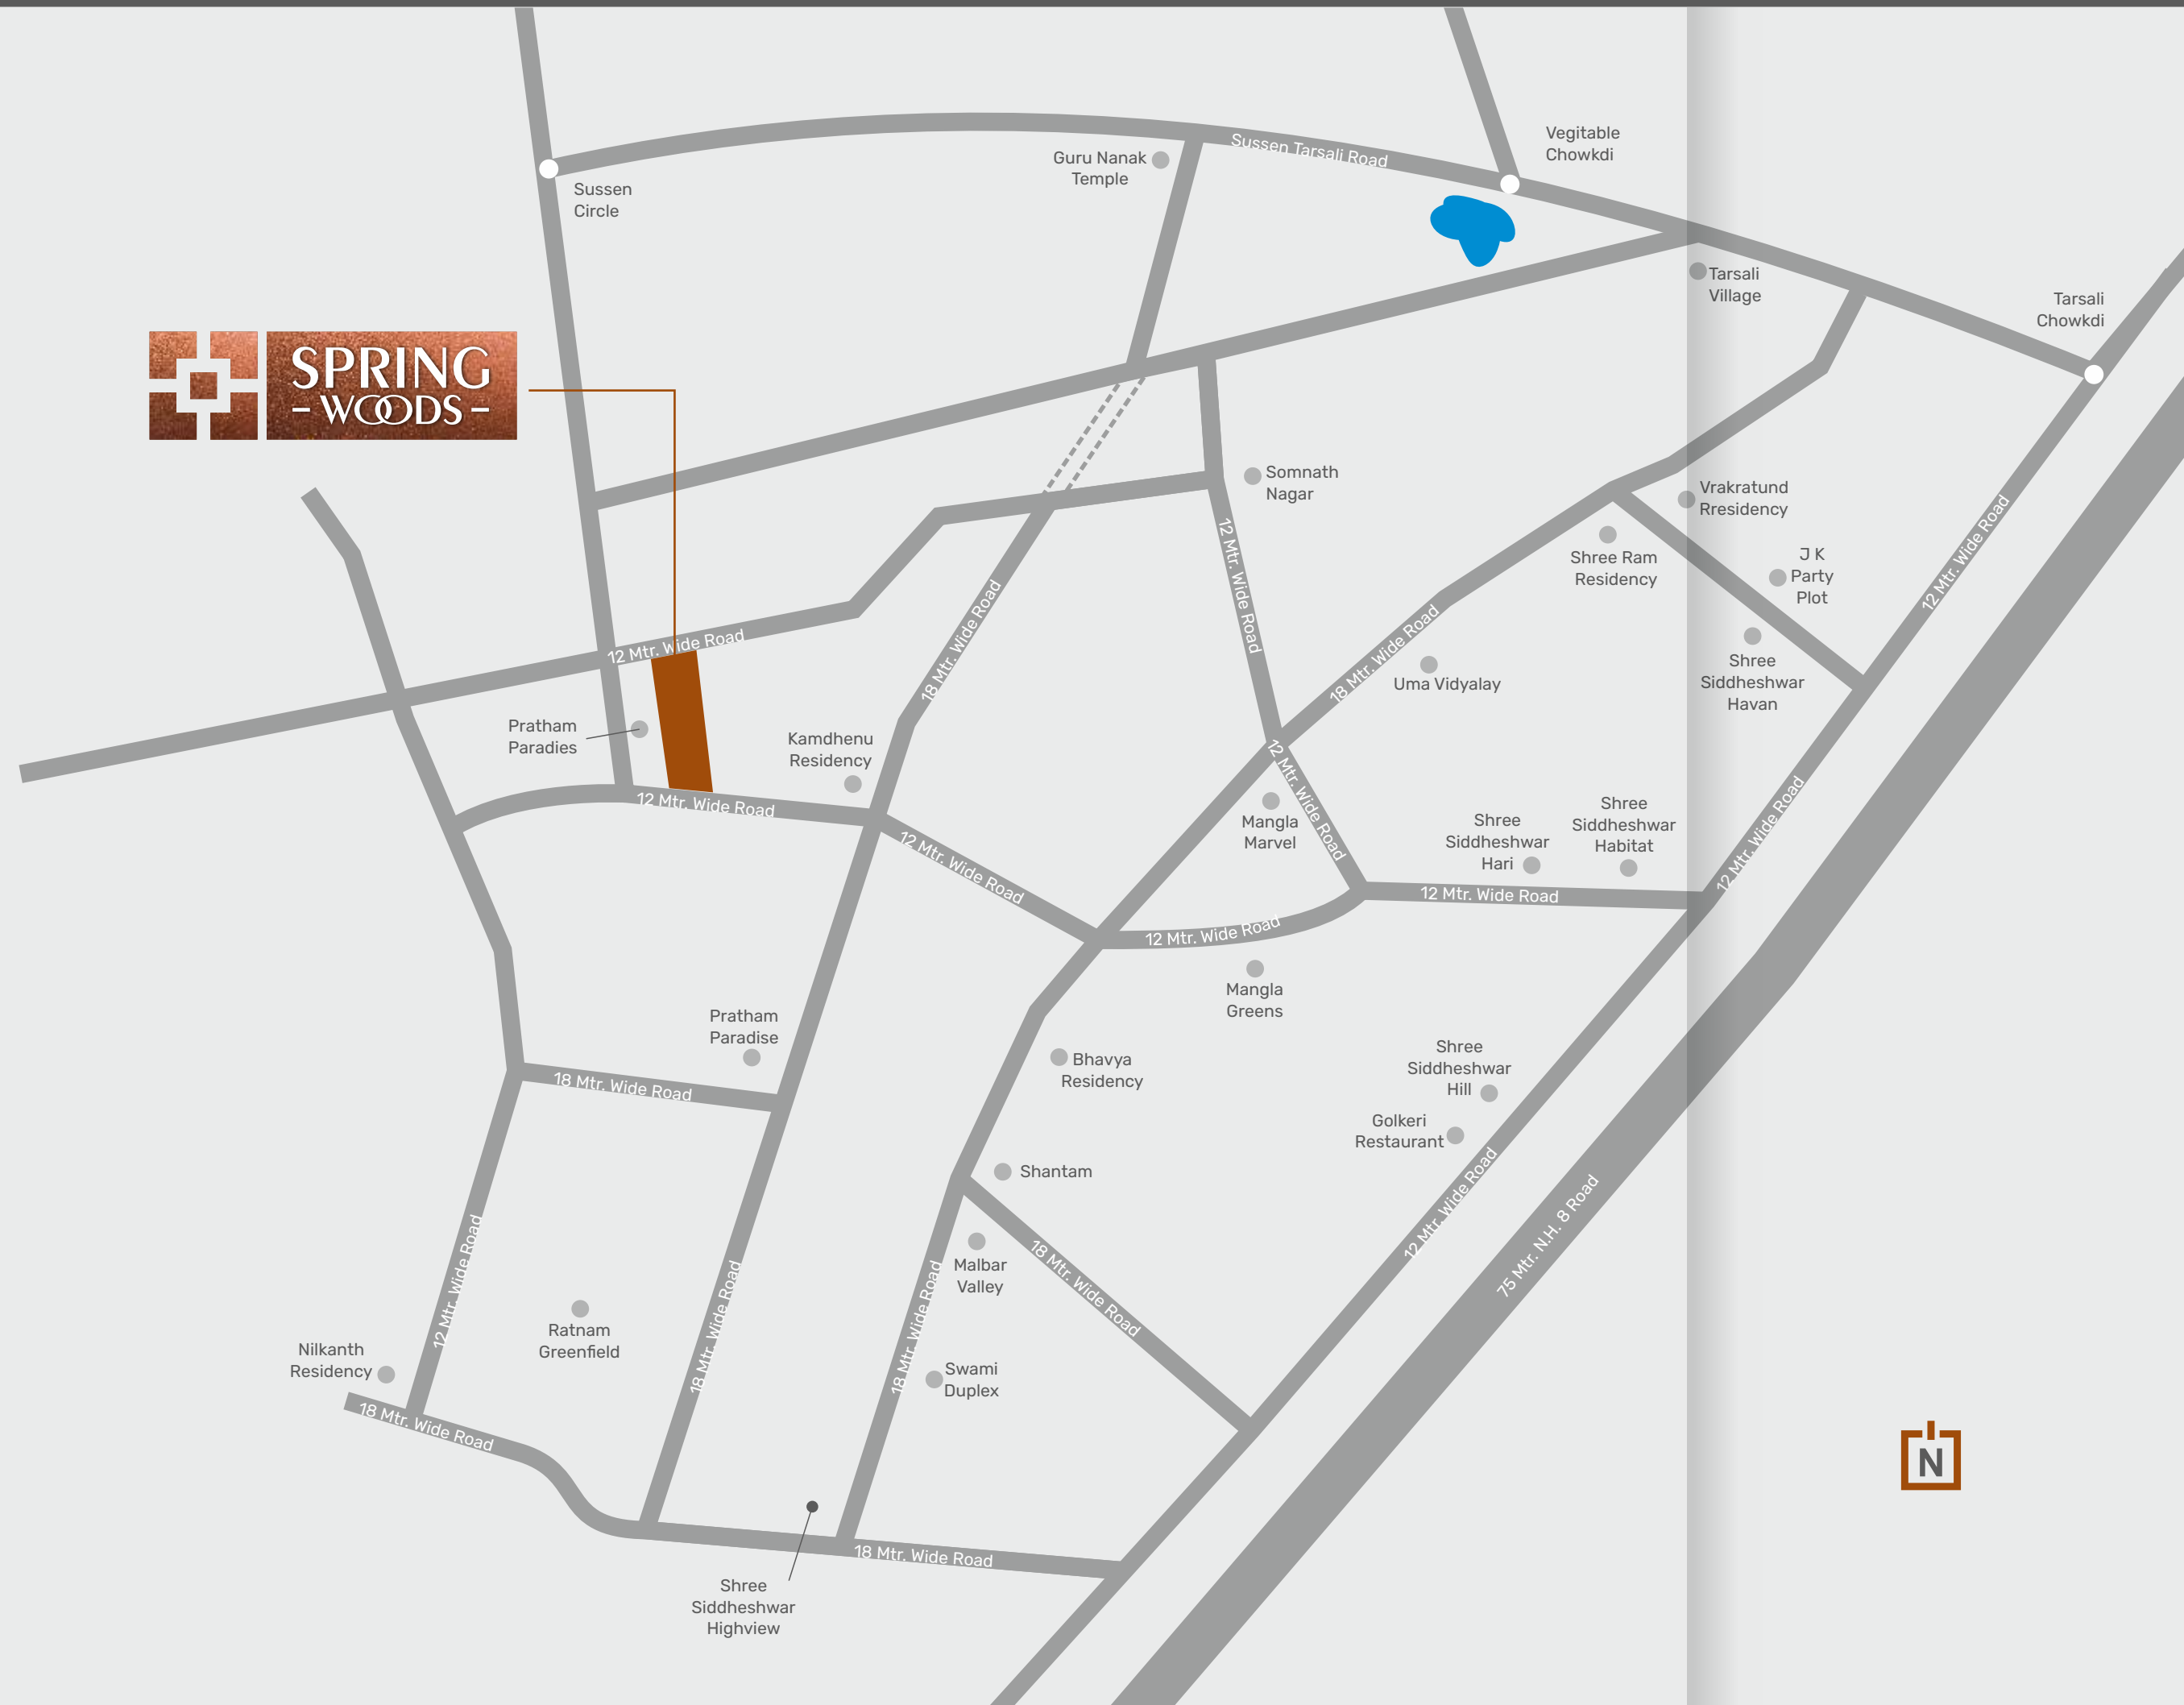 Vegitable
Chowkdi
Sussen Tarsali Road
Guru Nanak
Temple
Sussen
Circle
Tarsali
Village
Tarsali
Chowkdi
SPRING
- WOODS -
Somnath
Nagar
Vrakratund
Rresidency
12 Mtr. Wide Road
12 Mtr. Wide Road
Shree Ram
Residency
J K
Party
Plot
18 Mtr. Wide Road
12 Mtr. Wide Road
18 Mtr. Wide Road
Uma Vidyalay
Shree
Siddheshwar
Havan
Pratham
Paradies
Kamdhenu
Residency
12 Mtr. Wide Road
12 Mtr. Wide Road
12 Mtr. Wide Road
Mangla
Marvel
Shree
Siddheshwar
Hari
Shree
Siddheshwar
Habitat
12 Mtr. Wide Road
12 Mtr. Wide Road
12 Mtr. Wide Road
Mangla
Greens
Pratham
Paradise
Bhavya
Residency
18 Mtr. Wide Road
Shree
Siddheshwar
Hill
Golkeri
Restaurant
Shantam
12 Mtr. Wide Road
75 Mtr. N.H. 8 Road
Malbar
Valley
18 Mtr. Wide Road
12 Mtr. Wide Road
18 Mtr. Wide Road
18 Mtr. Wide Road
Ratnam
Greenfield
Nilkanth
Residency
Swami
Duplex
18 Mtr. Wide Road
N
18 Mtr. Wide Road
Shree
Siddheshwar
Highview